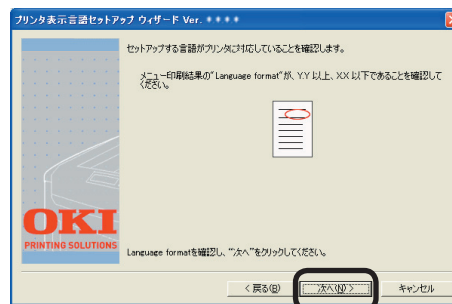 プリンタ表示言語セットアップ ウィザード Ver. * * * *
セットアップする言語がプリンタに対応していることを確認します。
メニュー印刷結果の"Language format"が、YY 以上、XX 以下であることを確認して
ください。
OKI
PRINTING SOLUTIONS
Language formatを確認し、"次へ"をクリックしてください。
< 戻る(B)
次へ(N) >
キャンセル